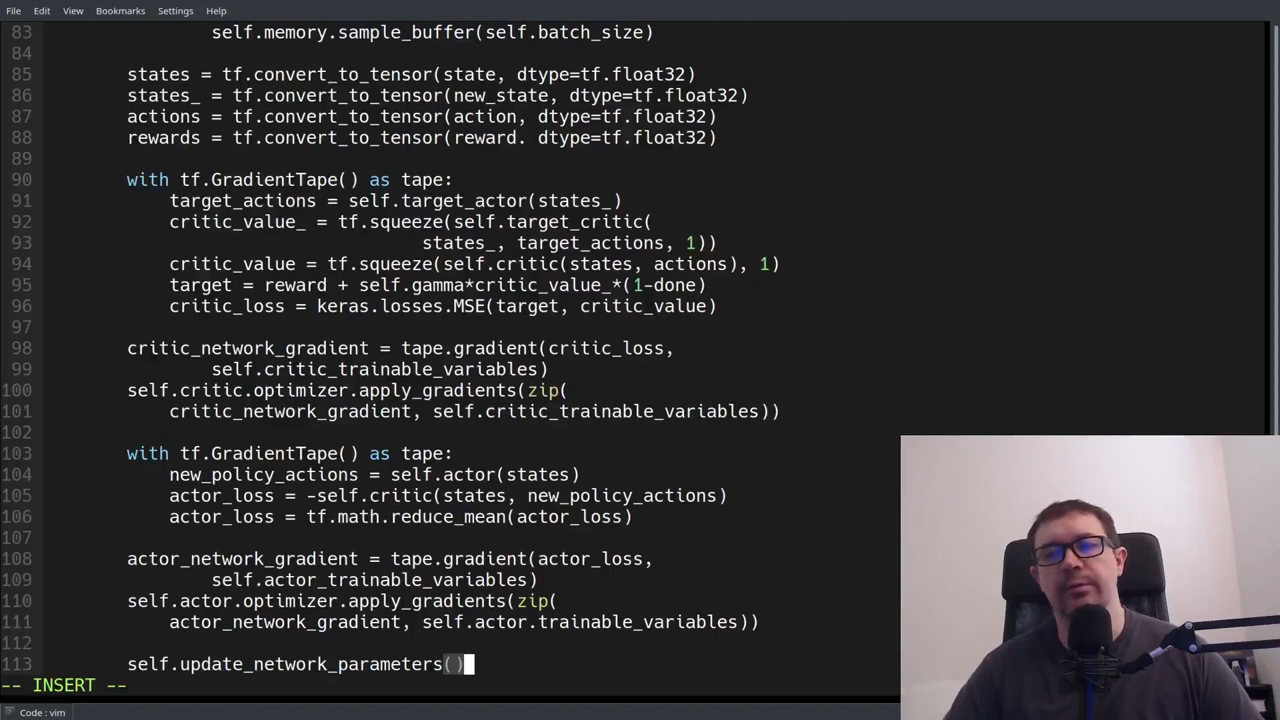 File Edit View Bookmarks Settings Help
83 self.memory.sample_buffer(self.batch_size)
84
85 states = tf.convert_to_tensor(state, dtype=tf.float32)
86 states_ = tf.convert_to_tensor(new_state, dtype=tf.float32)
87 actions = tf.convert_to_tensor(action, dtype=tf.float32)
88 rewards = tf.convert_to_tensor(reward. dtype=tf.float32)
89
90 with tf.GradientTape() as tape:
91 target_actions = self.target_actor(states_)
92 critic_value_ = tf.squeeze(self.target_critic(
93 states_, target_actions, 1))
94 critic_value = tf.squeeze(self.critic(states, actions), 1)
95 target = reward + self.gamma*critic_value_*(1-done)
96 critic_loss = keras.losses.MSE(target, critic_value)
97
98 critic_network_gradient = tape.gradient(critic_loss,
99 self.critic_trainable_variables)
100 self.critic.optimizer.apply_gradients(zip(
101 critic_network_gradient, self.critic_trainable_variables))
102
103 with tf.GradientTape() as tape:
104 new_policy_actions = self.actor(states)
105 actor_loss = -self.critic(states, new_policy_actions)
106 actor_loss = tf.math.reduce_mean(actor_loss)
107
108 actor_network_gradient = tape.gradient(actor_loss,
109 self.actor_trainable_variables)
110 self.actor.optimizer.apply_gradients(zip(
111 actor_network_gradient, self.actor.trainable_variables))
112
113 self.update_network_parameters()
-- INSERT --
Code : vim